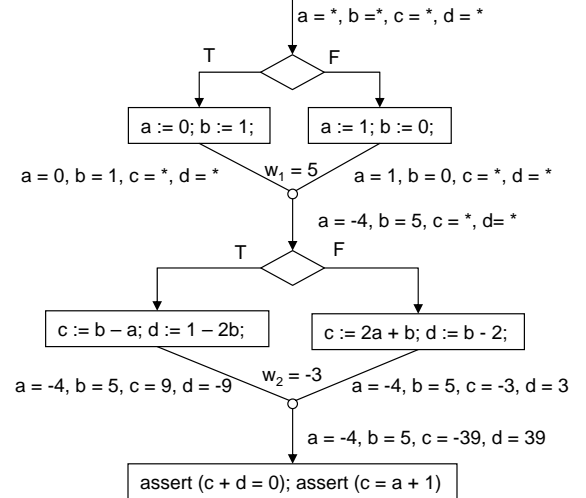 a = *, b =*, c = *, d = *
T
F
a := 0; b := 1;
a := 1; b := 0;
a = 0, b = 1, c = *, d = *
w1 = 5
a = 1, b = 0, c = *, d = *
a = -4, b = 5, c = *, d= *
T
F
c := b – a; d := 1 – 2b;
c := 2a + b; d := b - 2;
a = -4, b = 5, c = 9, d = -9
w2 = -3
a = -4, b = 5, c = -3, d = 3
a = -4, b = 5, c = -39, d = 39
assert (c + d = 0); assert (c = a + 1)